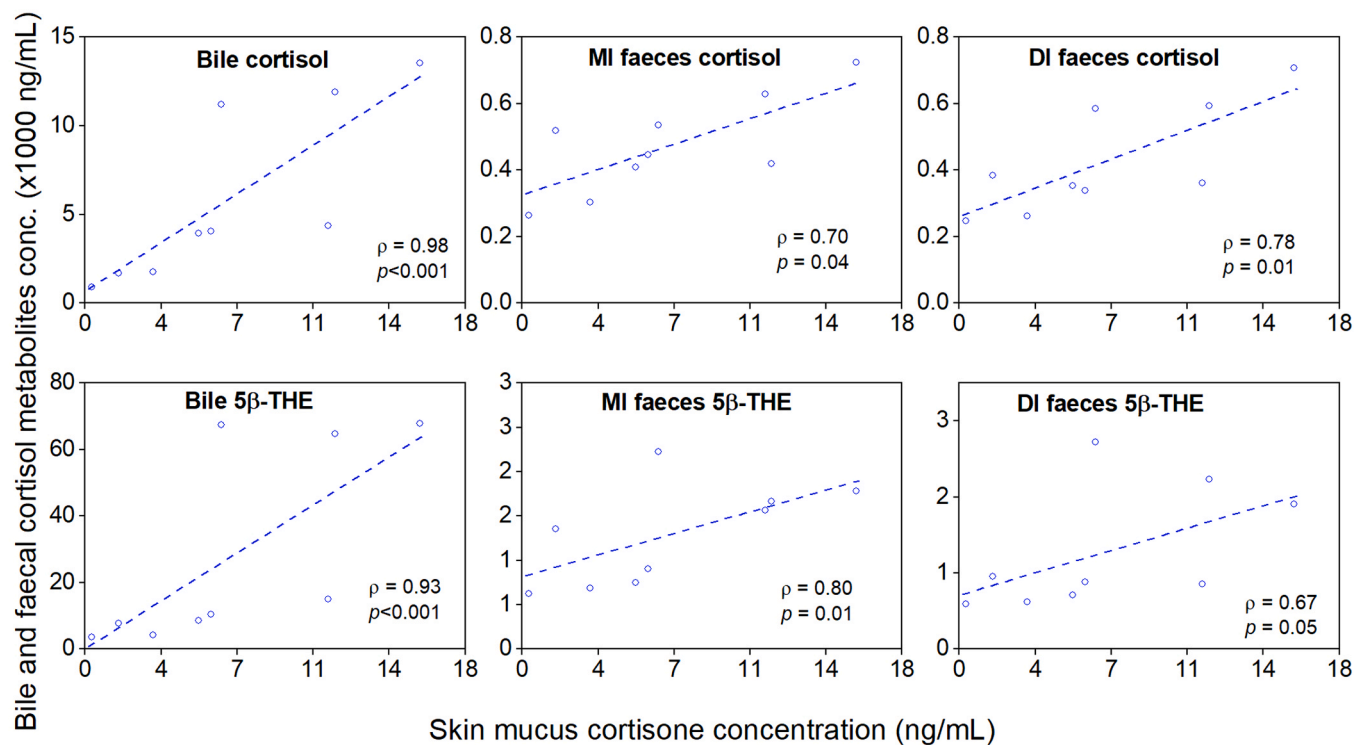 Bile and faecal cortisol metabolites conc. (x1000 ng/mL)
15
10
5
0
Bile cortisol
ρ = 0.98
p<0.001
0 4 7 11 14 18
0.8
0.6
0.4
0.2
0.0
MI faeces cortisol
ρ = 0.70
p = 0.04
0 4 7 11 14 18
0.8
0.6
0.4
0.2
0.0
DI faeces cortisol
ρ = 0.78
p = 0.01
0 4 7 11 14 18
80
60
40
20
0
Bile 5β-THE
ρ = 0.93
p<0.001
0 4 7 11 14 18
3
3
2
2
1
1
0
MI faeces 5β-THE
ρ = 0.80
p = 0.01
0 4 7 11 14 18
3
2
1
0
DI faeces 5β-THE
ρ = 0.67
p = 0.05
0 4 7 11 14 18
Skin mucus cortisone concentration (ng/mL)